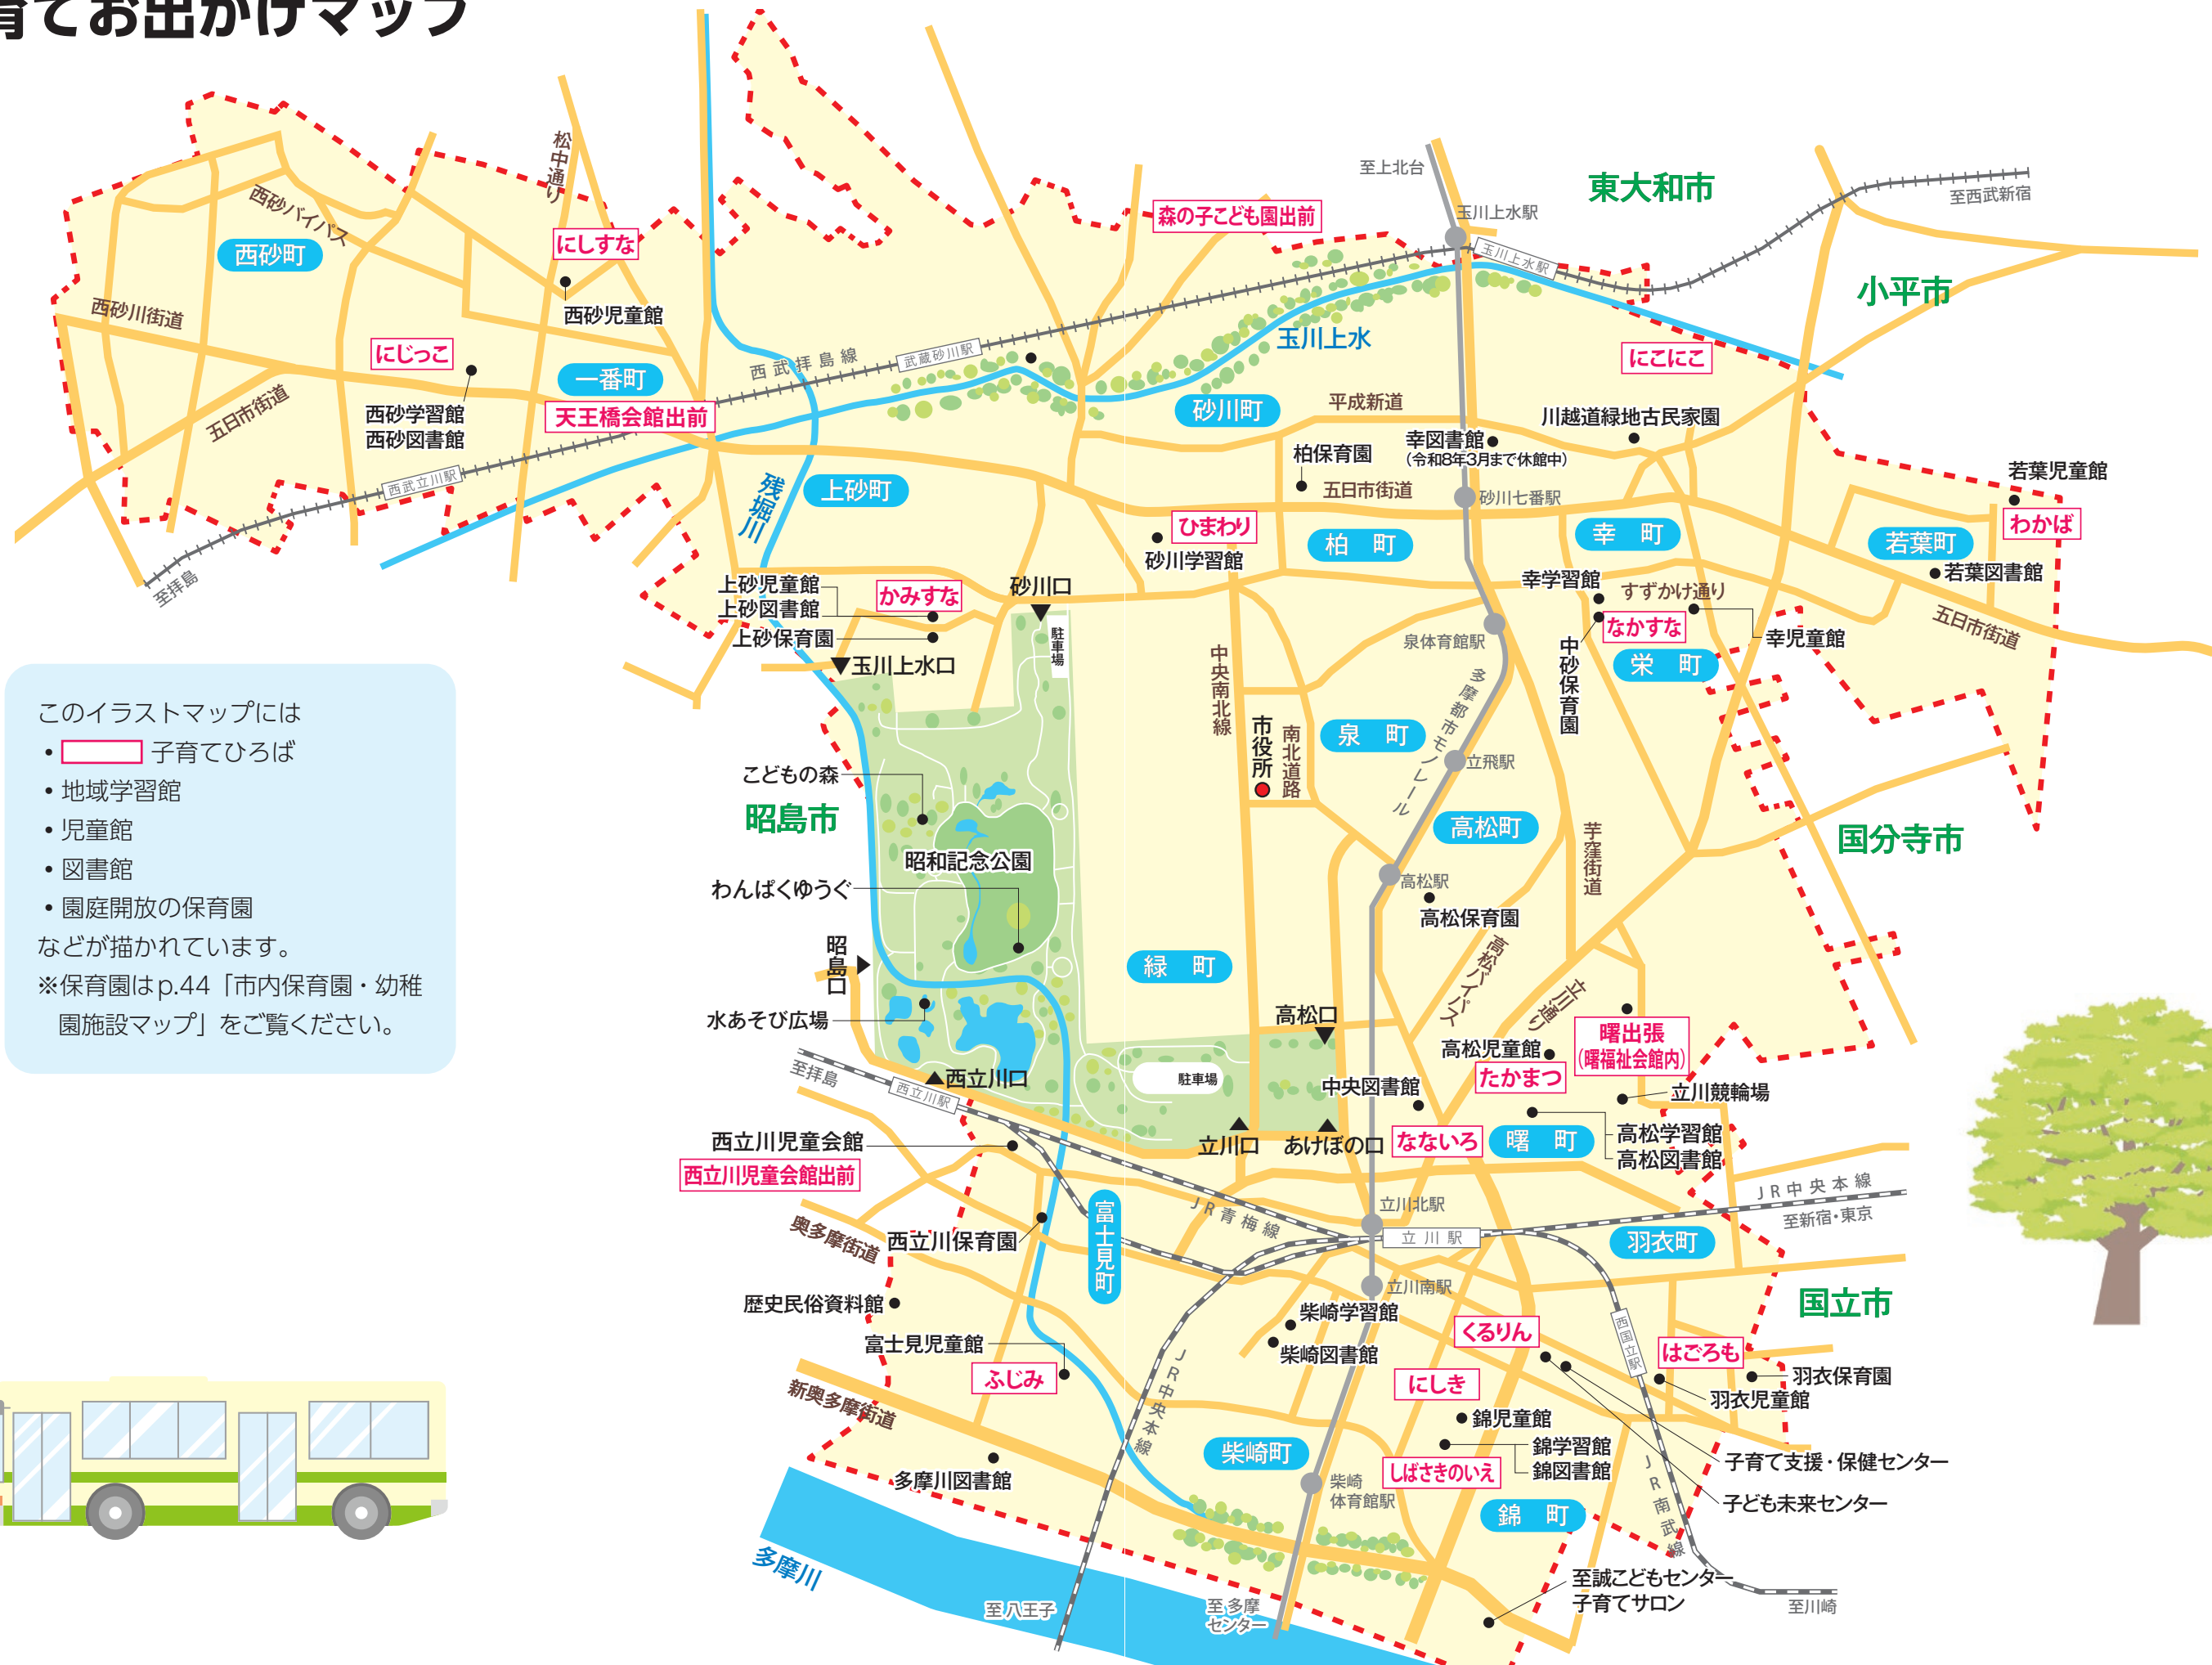 育てお出かけマップ
西砂町
西砂バイパス
松中通り
にしすな
西砂児童館
西砂川街道
にじっこ
西砂学習館
西砂図書館
五日市街道
一番町
天王橋会館出前
西武拝島線
武蔵砂川駅
西武立川駅
至拝島
残堀川
上砂町
森の子こども園出前
至上北台
玉川上水駅
玉川上水駅
東大和市
至西武新宿
小平市
玉川上水
にこにこ
砂川町
平成新道
川越道緑地古民家園
幸図書館
(令和8年3月まで休館中)
柏保育園
五日市街道
砂川七番駅
若葉児童館
わかば
ひまわり
砂川学習館
柏 町
幸 町
若葉町
若葉図書館
五日市街道
上砂児童館
上砂図書館
かみすな
上砂保育園
砂川口
駐車場
玉川上水口
幸学習館
すずかけ通り
なかすな
幸児童館
中砂保育園
栄 町
泉体育館駅
多摩都市モノレール
中央南北線
市役所
南北道路
泉 町
立飛駅
このイラストマップには
・ 子育てひろば
・地域学習館
・児童館
・図書館
・園庭開放の保育園
などが描かれています。
※保育園はp.44「市内保育園・幼稚
園施設マップ」をご覧ください。
こどもの森
昭島市
昭和記念公園
わんぱくゆうぐ
昭島口
水あそび広場
高松町
芋窪街道
国分寺市
高松駅
高松保育園
高松バイパス
緑 町
立川通り
高松口
曙出張
(曙福祉会館内)
高松児童館
たかまつ
中央図書館
立川競輪場
至拝島
西立川駅
西立川口
駐車場
立川口
あけぼの口
なないろ
曙 町
高松学習館
高松図書館
西立川児童会館
西立川児童会館出前
JR青梅線
立川北駅
立川駅
JR中央本線
至新宿・東京
羽衣町
奥多摩街道
西立川保育園
富士見町
歴史民俗資料館
立川南駅
国立市
柴崎学習館
柴崎図書館
くるりん
西国立駅
はごろも
羽衣保育園
羽衣児童館
富士見児童館
ふじみ
新奥多摩街道
JR中央本線
にしき
錦児童館
錦学習館
錦図書館
柴崎町
しばさきのいえ
子育て支援・保健センター
子ども未来センター
多摩川図書館
柴崎
体育館駅
錦 町
JR南武線
多摩川
至八王子
至多摩
センター
至誠こどもセンター
子育てサロン
至川崎